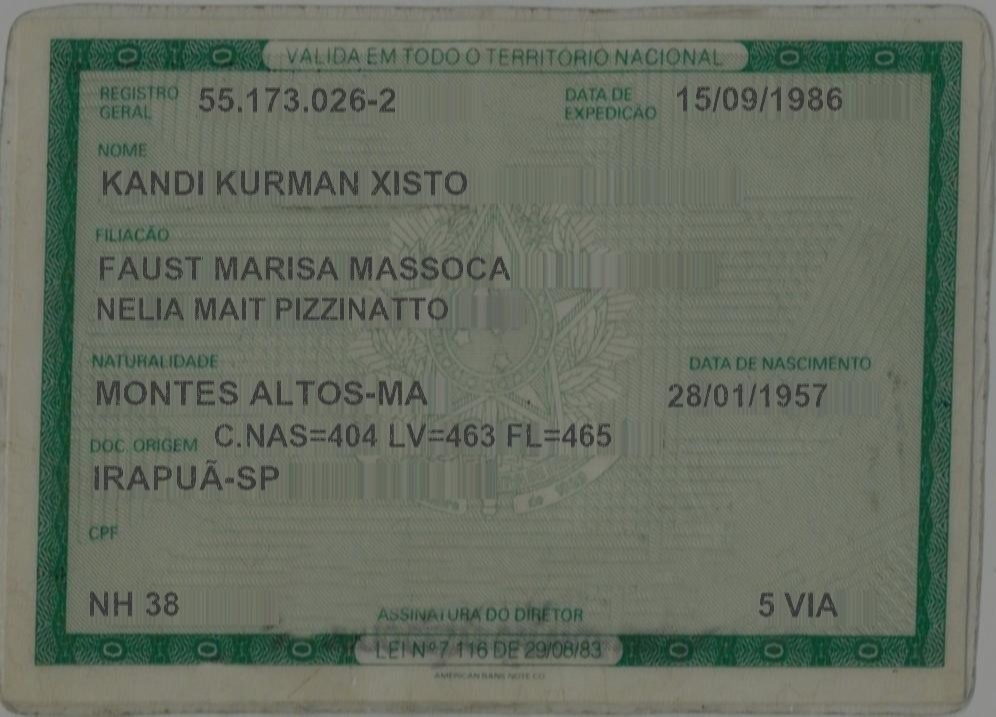 VÁLIDA EM TODO O TERRITÓRIO NACIONAL
REGISTRO GERAL 55.173.026-2 DATA DE EXPEDIÇÃO 15/09/1986
NOME
KANDI KURMAN XISTO
FILIAÇÃO
FAUST MARISA MASSOCA
NELIA MAIT PIZZINATTO
NATURALIDADE DATA DE NASCIMENTO
MONTES ALTOS-MA 28/01/1957
DOC. ORIGEM C.NAS=404 LV=463 FL=465
IRAPUÃ-SP
CPF
NH 38 ASSINATURA DO DIRETOR 5 VIA
LEI Nº 7.116 DE 29/08/83
AMERICAN BANK NOTE CO.